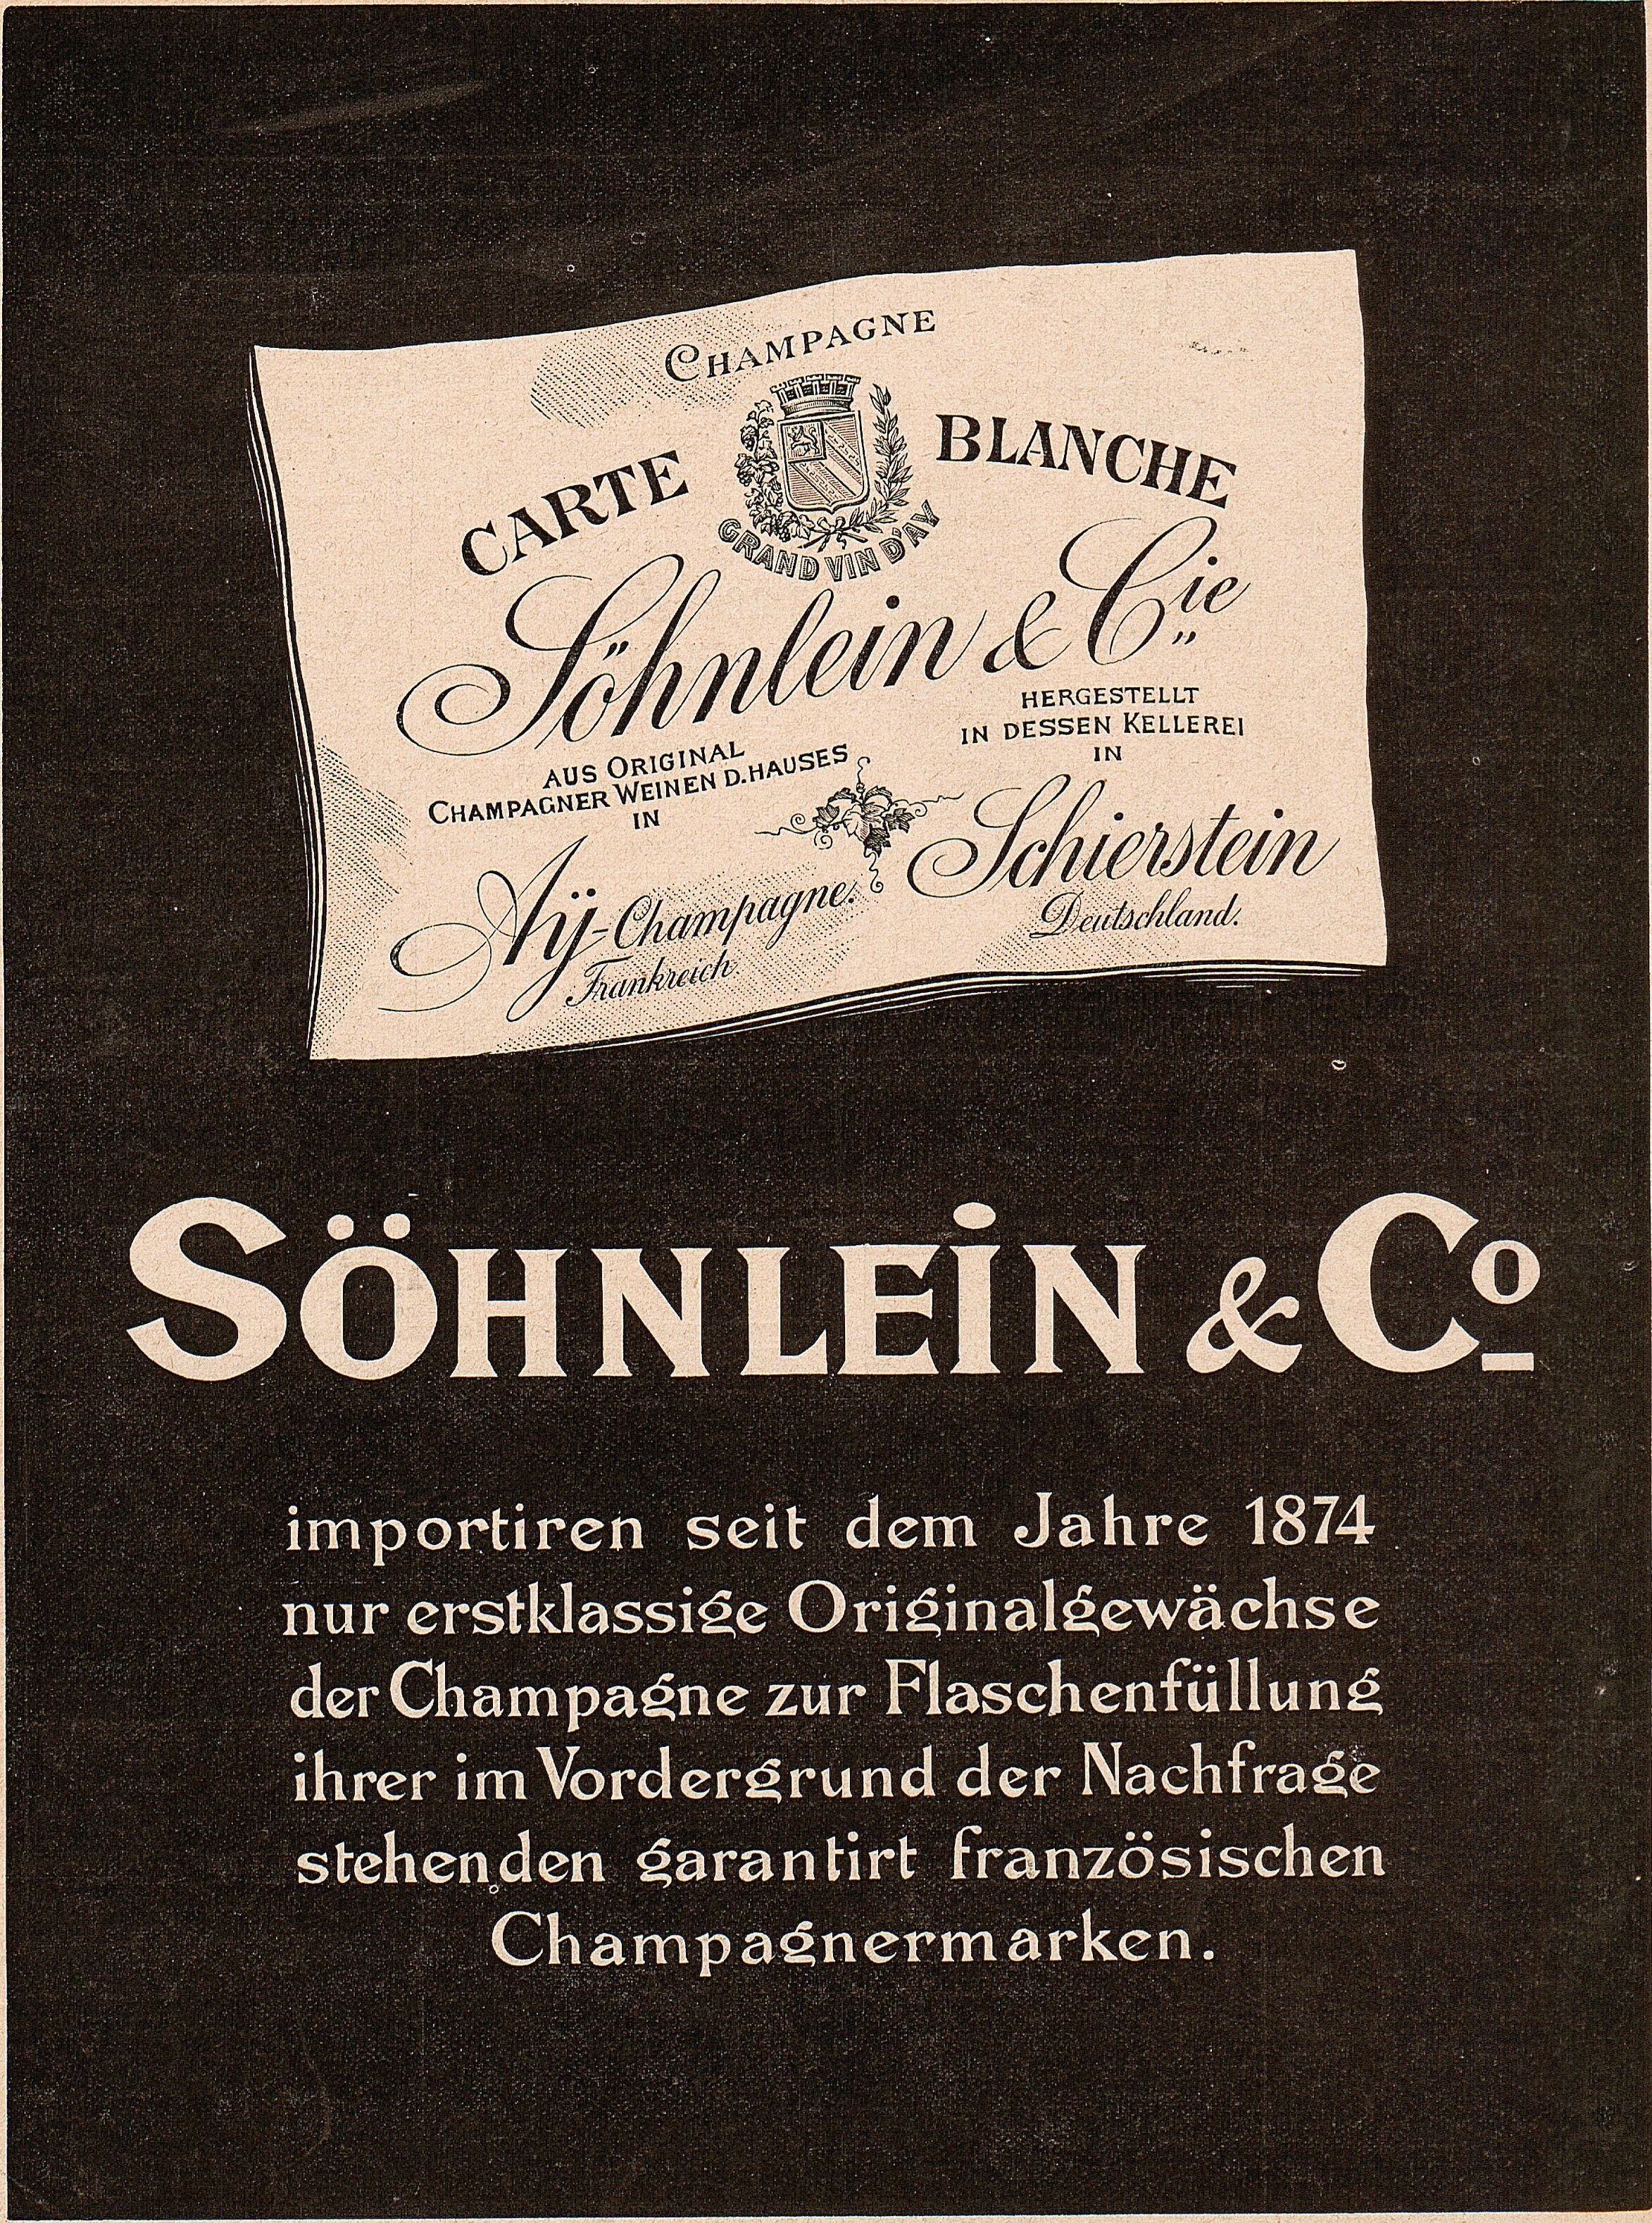 CHAMPAGNE
CARTE BLANCHE
GRAND VIN D'AY
Söhnlein & Cie
AUS ORIGINAL
CHAMPAGNER WEINEN D. HAUSES
IN
Aÿ-Champagne.
Frankreich
HERGESTELLT
IN DESSEN KELLEREI
IN
Schierstein
Deutschland.
SÖHNLEIN & Co
importiren seit dem Jahre 1874
nur erstklassige Originalgewächse
der Champagne zur Flaschenfüllung
ihrer im Vordergrund der Nachfrage
stehenden garantirt französischen
Champagnermarken.